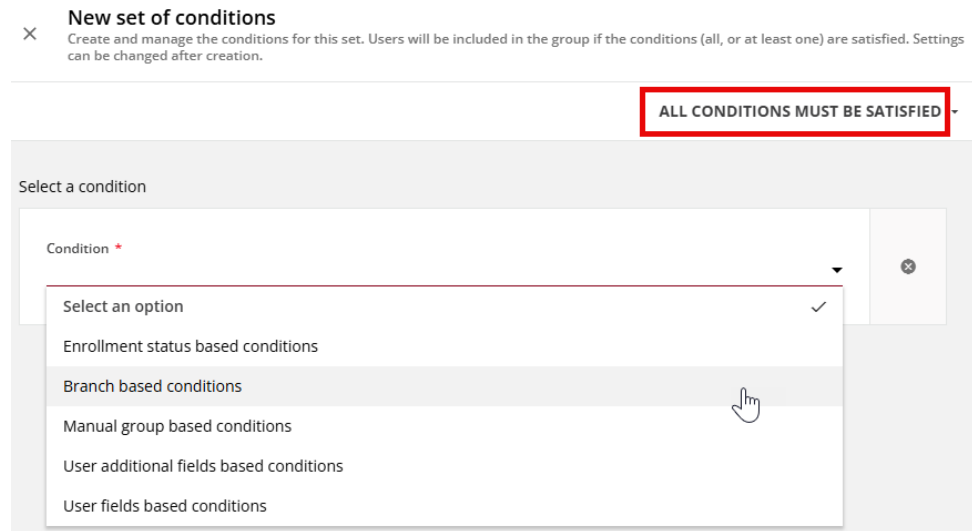 New set of conditions
Create and manage the conditions for this set. Users will be included in the group if the conditions (all, or at least one) are satisfied. Settings
can be changed after creation.
ALL CONDITIONS MUST BE SATISFIED
Select a condition
Condition *
Select an option
Enrollment status based conditions
Branch based conditions
Manual group based conditions
User additional fields based conditions
User fields based conditions